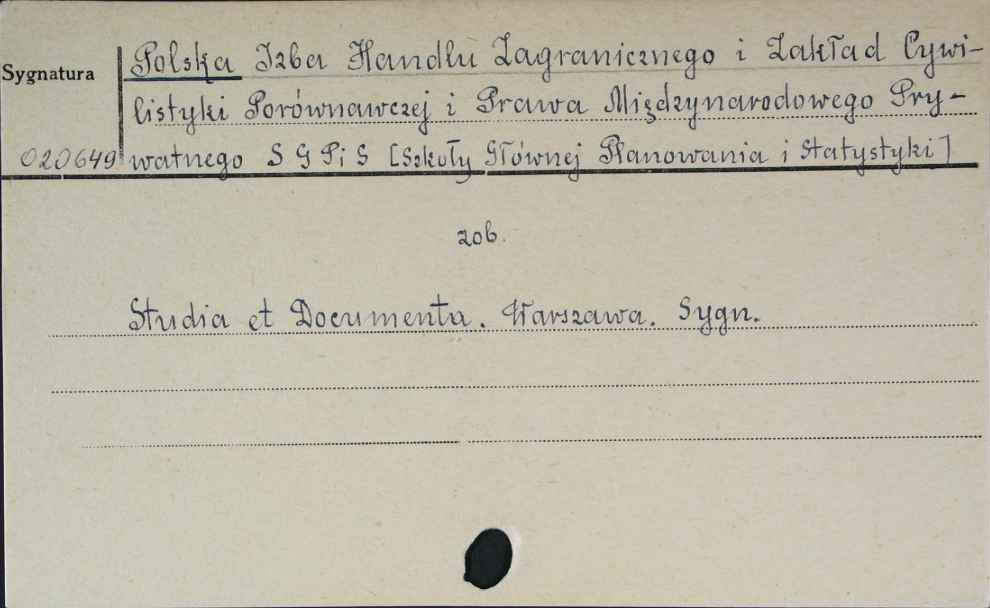 Sygnatura
Polska Izba Handlu Zagranicznego i Zakład Cywi-
listyki Porównawczej i Prawa Międzynarodowego Pry-
020649 watnego S G P i S [Szkoły Głównej Planowania i Statystyki]
zob.
Studia et Documenta. Warszawa. Sygn.